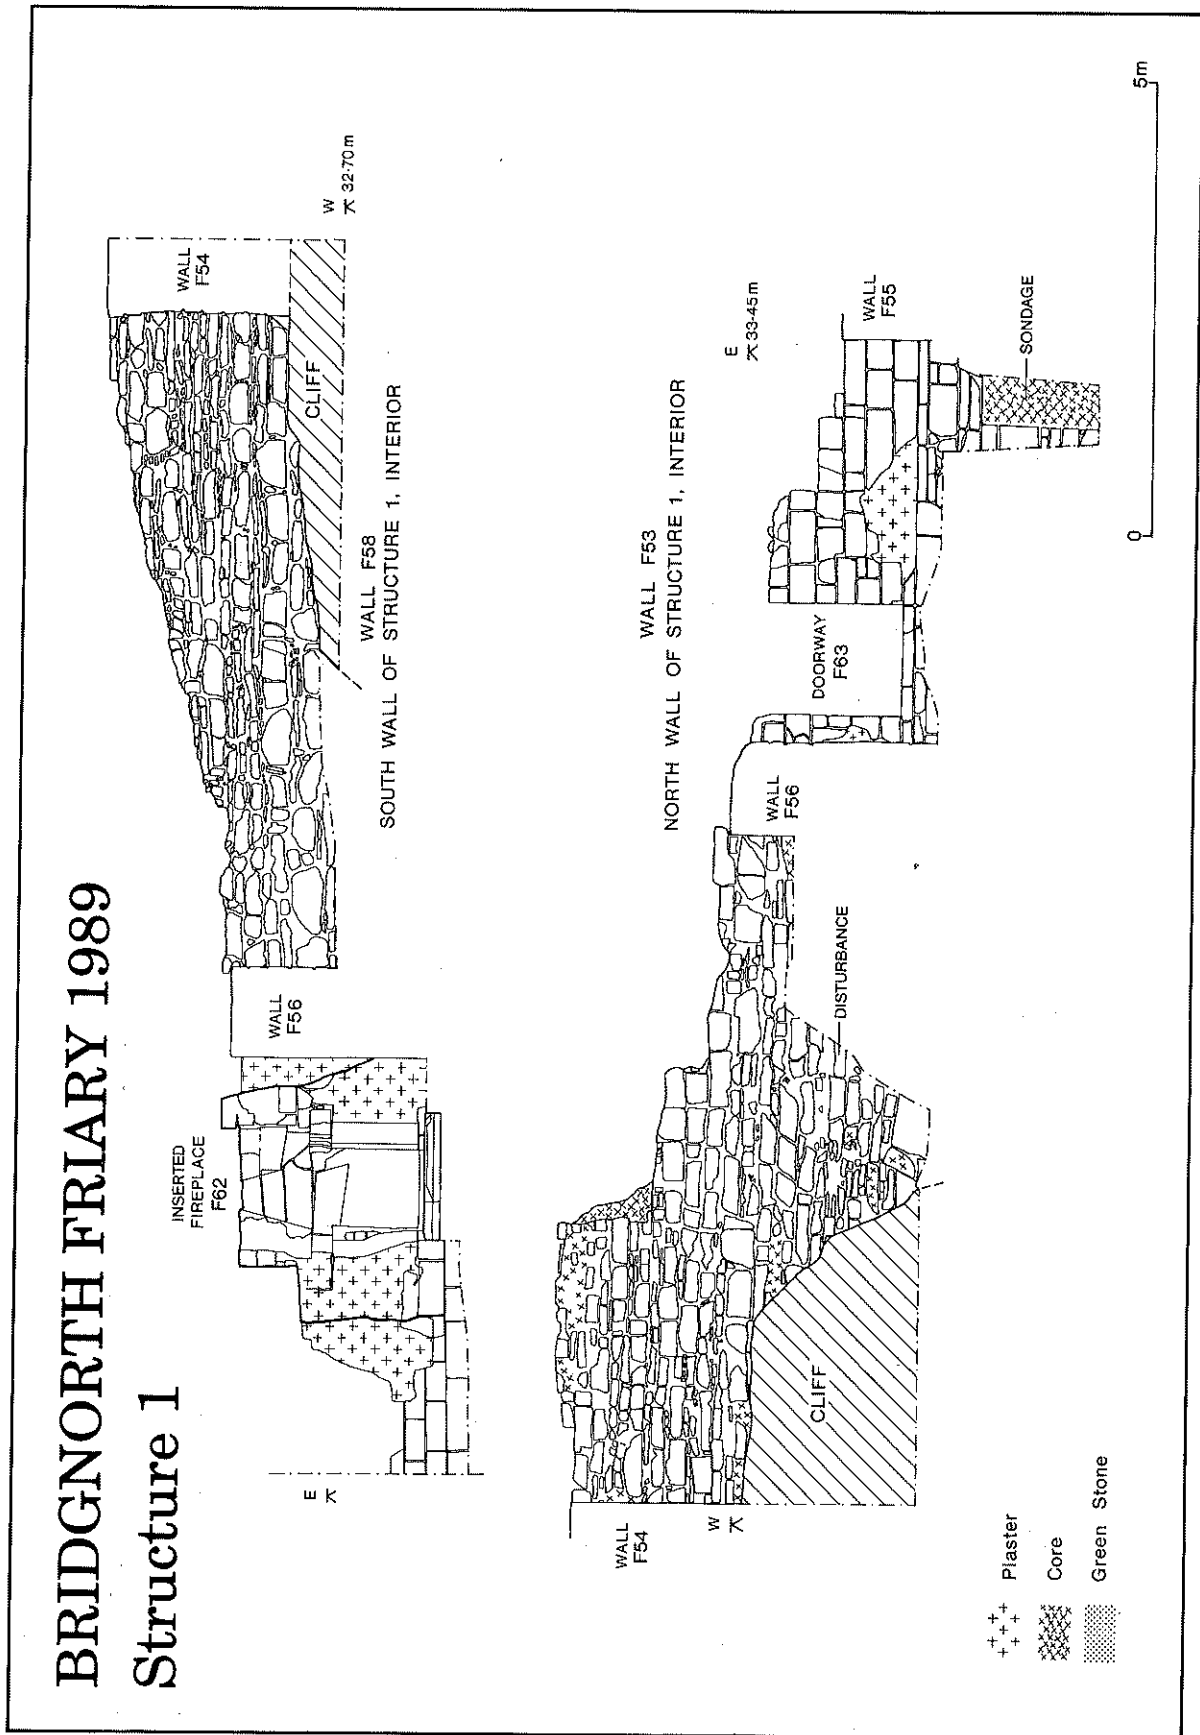 BRIDGNORTH FRIARY 1989
Structure 1
INSERTED
FIREPLACE
F62
WALL
F56
WALL
F54
CLIFF
E
W
32·70m
WALL F58
SOUTH WALL OF STRUCTURE 1, INTERIOR
WALL F53
NORTH WALL OF STRUCTURE 1, INTERIOR
E
33·45m
WALL
F54
W
CLIFF
DISTURBANCE
WALL
F56
DOORWAY
F63
WALL
F55
SONDAGE
Plaster
Core
Green Stone
0
5m